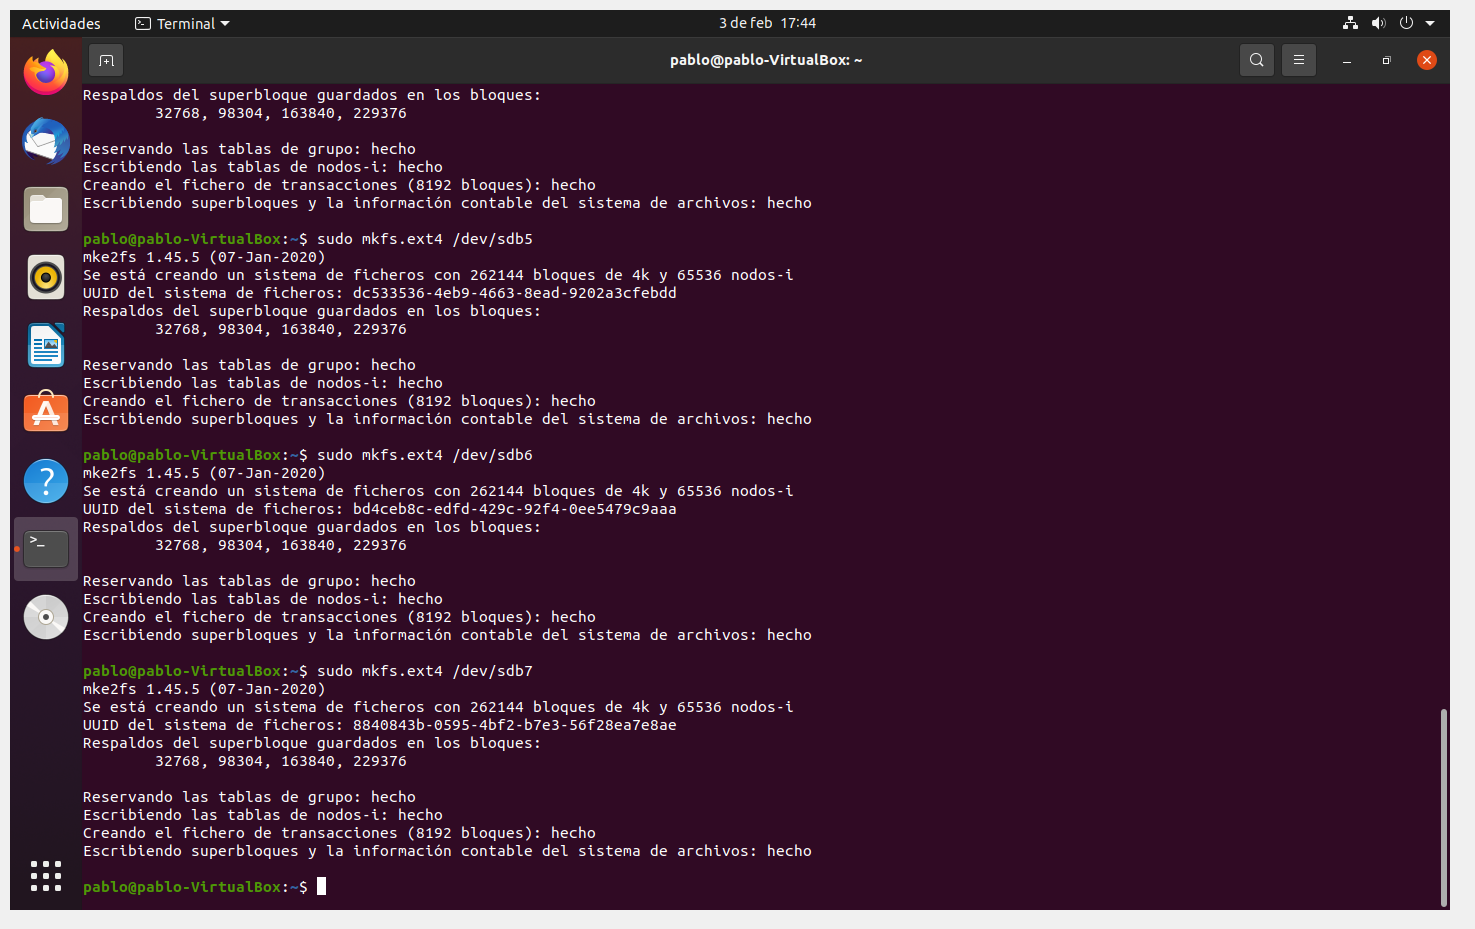 Actividades
Terminal
3 de feb 17:44
pablo@pablo-VirtualBox: ~
Respaldos del superbloque guardados en los bloques:
32768, 98304, 163840, 229376
Reservando las tablas de grupo: hecho
Escribiendo las tablas de nodos-i: hecho
Creando el fichero de transacciones (8192 bloques): hecho
Escribiendo superbloques y la información contable del sistema de archivos: hecho
pablo@pablo-VirtualBox:~$ sudo mkfs.ext4 /dev/sdb5
mke2fs 1.45.5 (07-Jan-2020)
Se está creando un sistema de ficheros con 262144 bloques de 4k y 65536 nodos-i
UUID del sistema de ficheros: dc533536-4eb9-4663-8ead-9202a3cfebdd
Respaldos del superbloque guardados en los bloques:
32768, 98304, 163840, 229376
Reservando las tablas de grupo: hecho
Escribiendo las tablas de nodos-i: hecho
Creando el fichero de transacciones (8192 bloques): hecho
Escribiendo superbloques y la información contable del sistema de archivos: hecho
pablo@pablo-VirtualBox:~$ sudo mkfs.ext4 /dev/sdb6
mke2fs 1.45.5 (07-Jan-2020)
Se está creando un sistema de ficheros con 262144 bloques de 4k y 65536 nodos-i
UUID del sistema de ficheros: bd4ceb8c-edfd-429c-92f4-0ee5479c9aaa
Respaldos del superbloque guardados en los bloques:
32768, 98304, 163840, 229376
Reservando las tablas de grupo: hecho
Escribiendo las tablas de nodos-i: hecho
Creando el fichero de transacciones (8192 bloques): hecho
Escribiendo superbloques y la información contable del sistema de archivos: hecho
pablo@pablo-VirtualBox:~$ sudo mkfs.ext4 /dev/sdb7
mke2fs 1.45.5 (07-Jan-2020)
Se está creando un sistema de ficheros con 262144 bloques de 4k y 65536 nodos-i
UUID del sistema de ficheros: 8840843b-0595-4bf2-b7e3-56f28ea7e8ae
Respaldos del superbloque guardados en los bloques:
32768, 98304, 163840, 229376
Reservando las tablas de grupo: hecho
Escribiendo las tablas de nodos-i: hecho
Creando el fichero de transacciones (8192 bloques): hecho
Escribiendo superbloques y la información contable del sistema de archivos: hecho
pablo@pablo-VirtualBox:~$